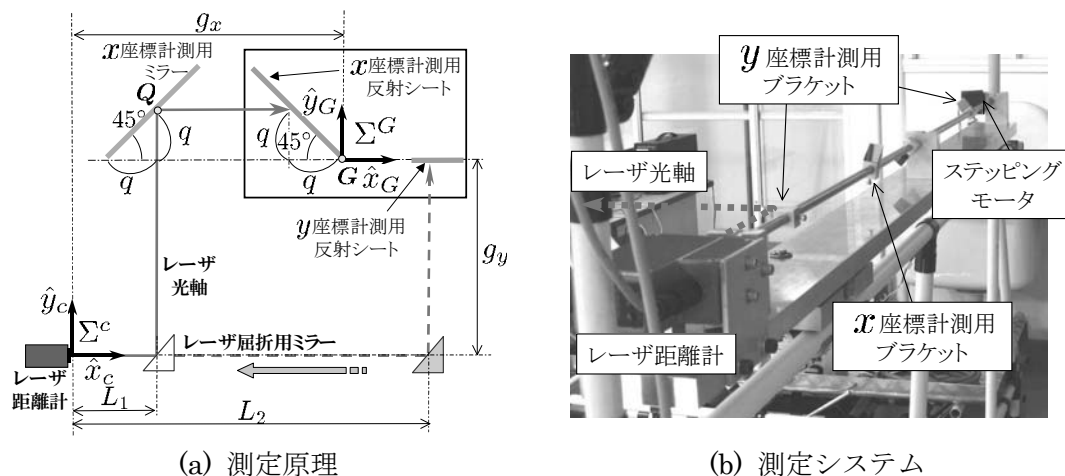 g_x
x座標計測用
ミラー
x座標計測用
反射シート
Q
45°
q
q
ŷ_G
Σ^G
q
45°
q
G
x̂_G
y座標計測用
反射シート
g_y
レーザ
光軸
ŷ_c
Σ^c
レーザ屈折用ミラー
x̂_c
レーザ
距離計
L_1
L_2
(a) 測定原理
y座標計測用
ブラケット
レーザ光軸
ステッピング
モータ
x座標計測用
ブラケット
レーザ距離計
(b) 測定システム